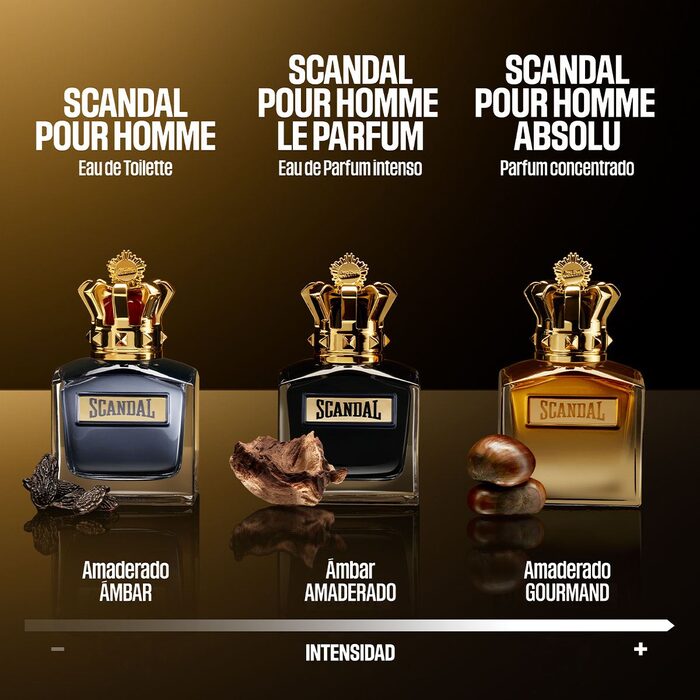 SCANDAL
POUR HOMME
Eau de Toilette
SCANDAL
POUR HOMME
LE PARFUM
Eau de Parfum intenso
SCANDAL
POUR HOMME
ABSOLU
Parfum concentrado
SCANDAL
SCANDAL
SCANDAL
Amaderado
ÁMBAR
Ámbar
AMADERADO
Amaderado
GOURMAND
-
INTENSIDAD
+